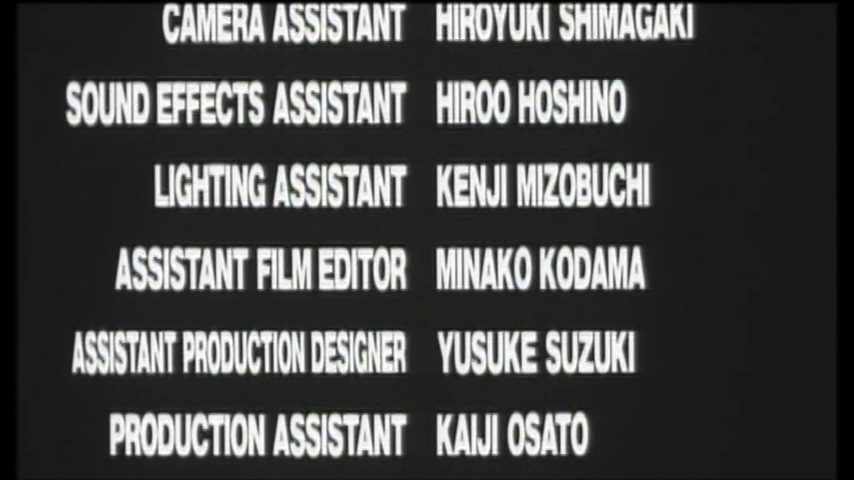 CAMERA ASSISTANT HIROYUKI SHIMAGAKI
SOUND EFFECTS ASSISTANT HIROO HOSHINO
LIGHTING ASSISTANT KENJI MIZOBUCHI
ASSISTANT FILM EDITOR MINAKO KODAMA
ASSISTANT PRODUCTION DESIGNER YUSUKE SUZUKI
PRODUCTION ASSISTANT KAIJI OSATO